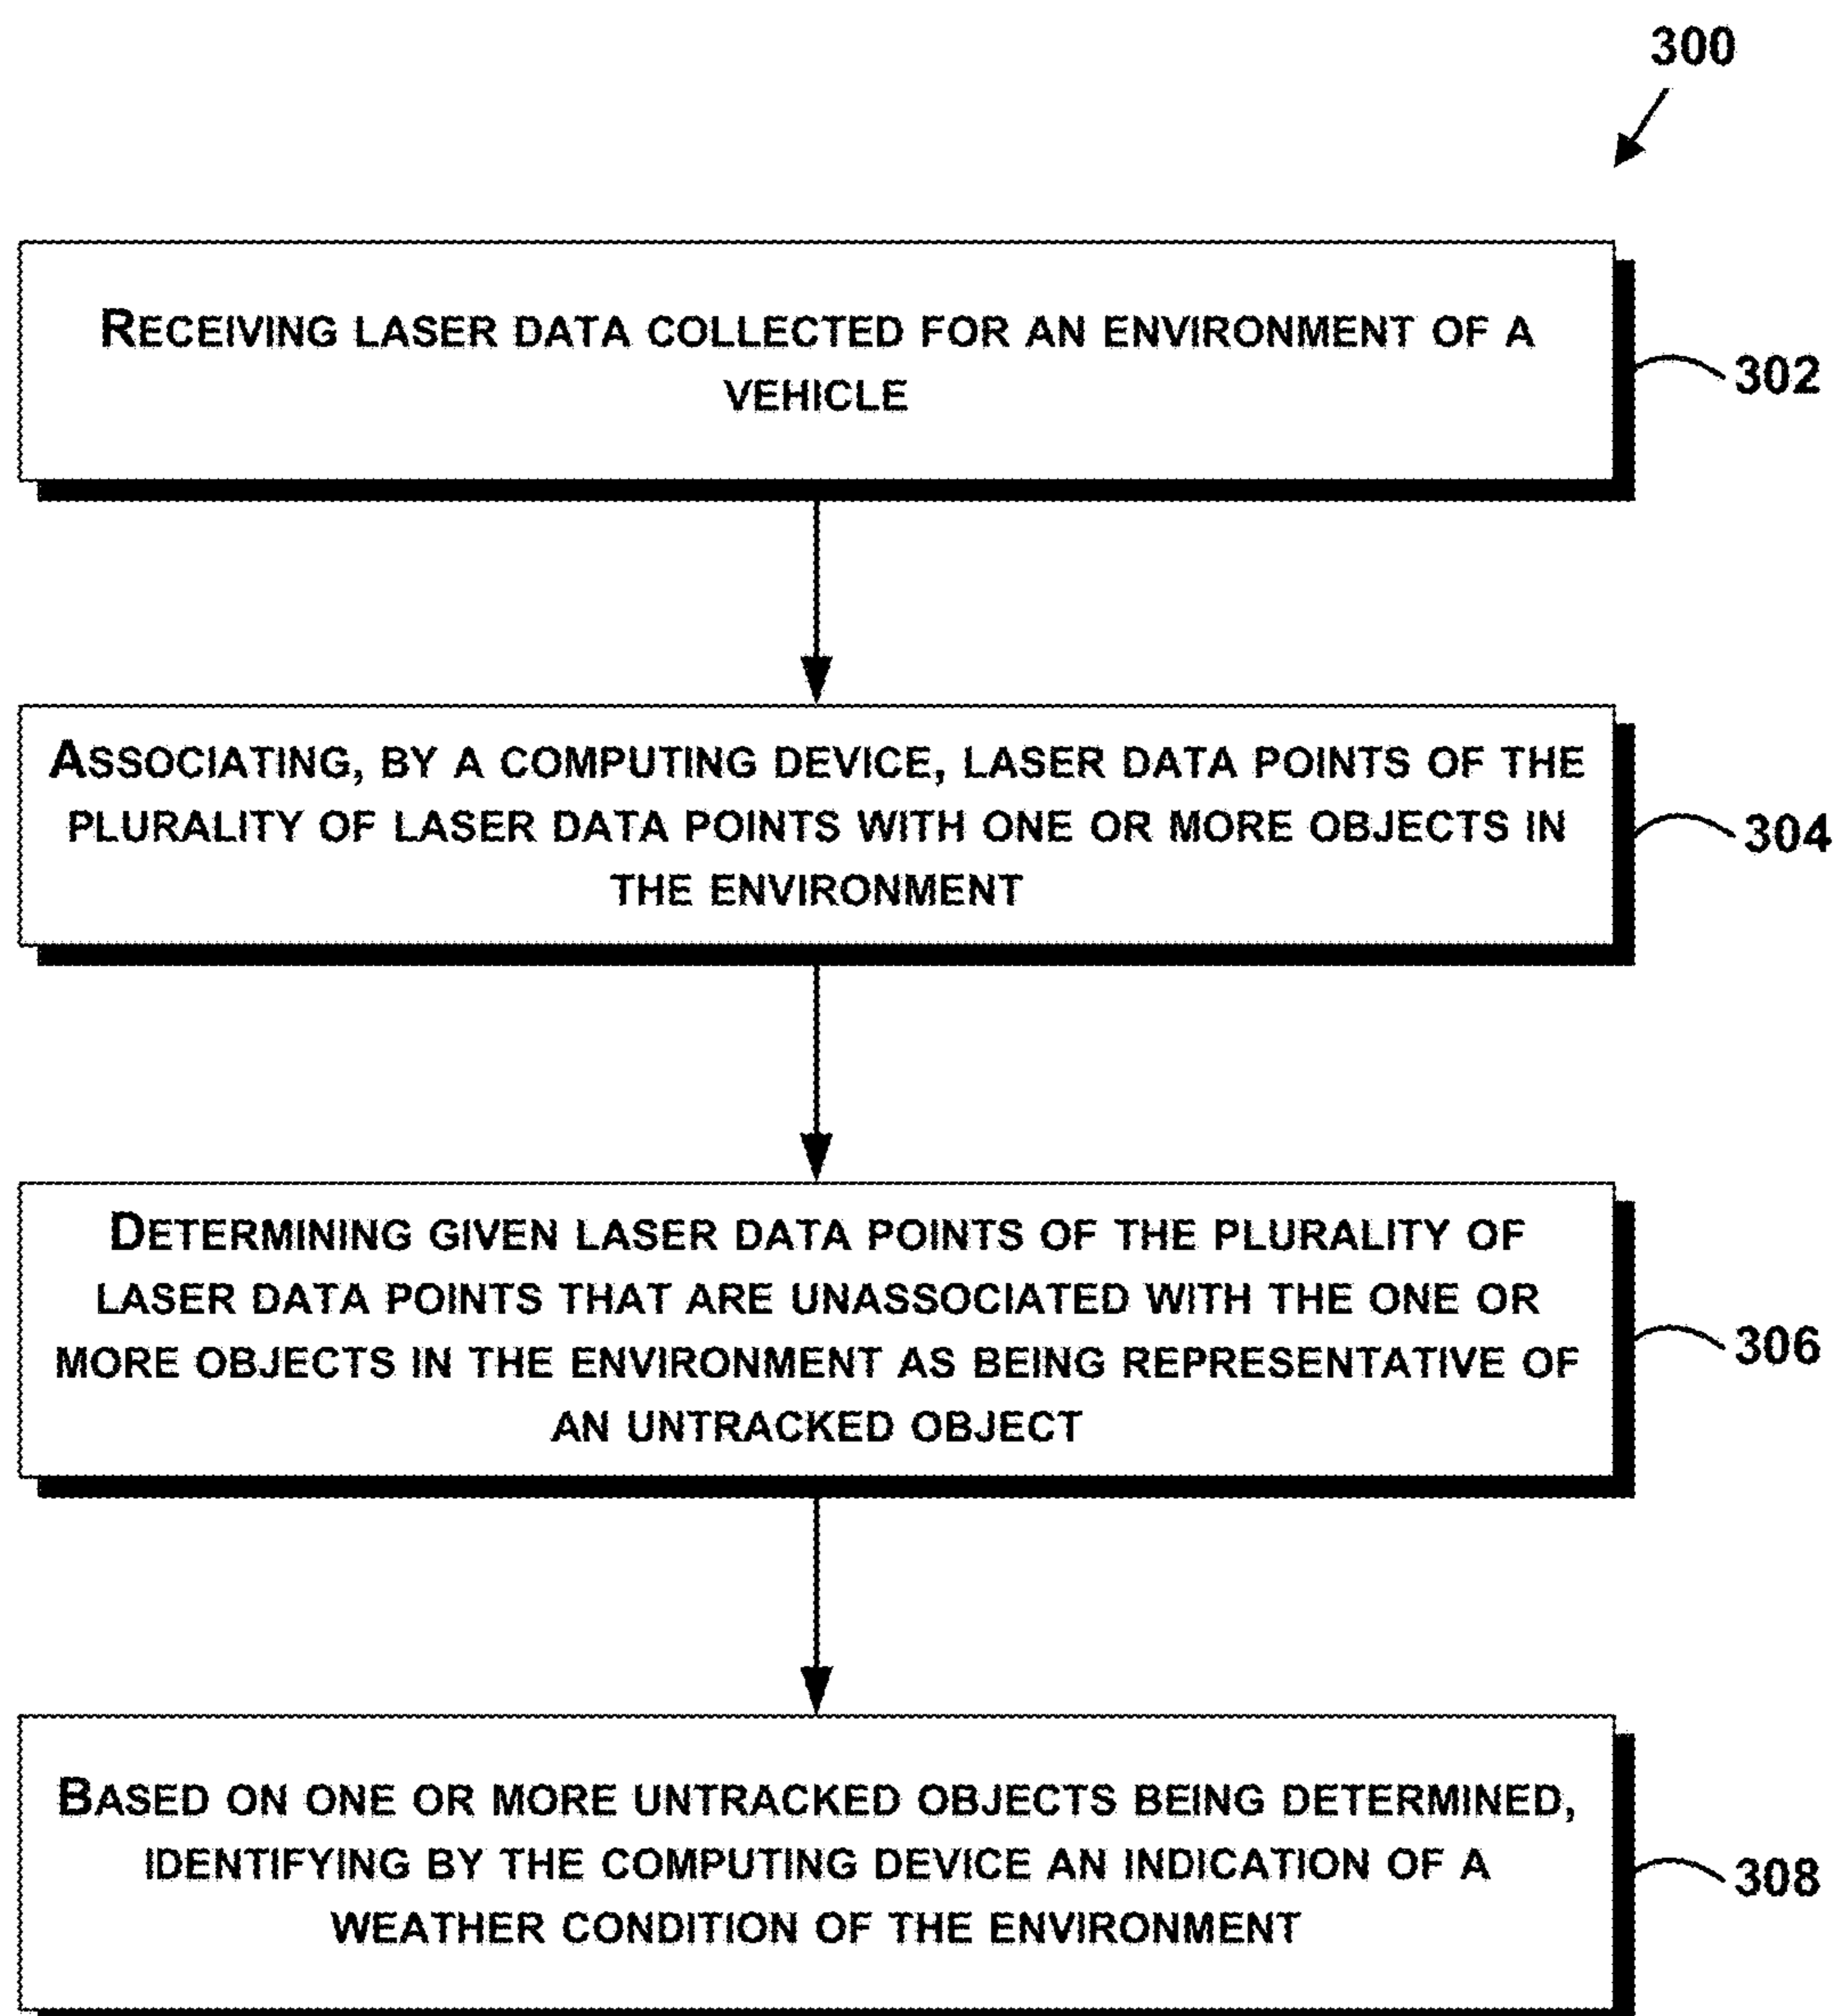 300
RECEIVING LASER DATA COLLECTED FOR AN ENVIRONMENT OF A
VEHICLE
302
ASSOCIATING, BY A COMPUTING DEVICE, LASER DATA POINTS OF THE
PLURALITY OF LASER DATA POINTS WITH ONE OR MORE OBJECTS IN
THE ENVIRONMENT
304
DETERMINING GIVEN LASER DATA POINTS OF THE PLURALITY OF
LASER DATA POINTS THAT ARE UNASSOCIATED WITH THE ONE OR
MORE OBJECTS IN THE ENVIRONMENT AS BEING REPRESENTATIVE OF
AN UNTRACKED OBJECT
306
BASED ON ONE OR MORE UNTRACKED OBJECTS BEING DETERMINED,
IDENTIFYING BY THE COMPUTING DEVICE AN INDICATION OF A
WEATHER CONDITION OF THE ENVIRONMENT
308